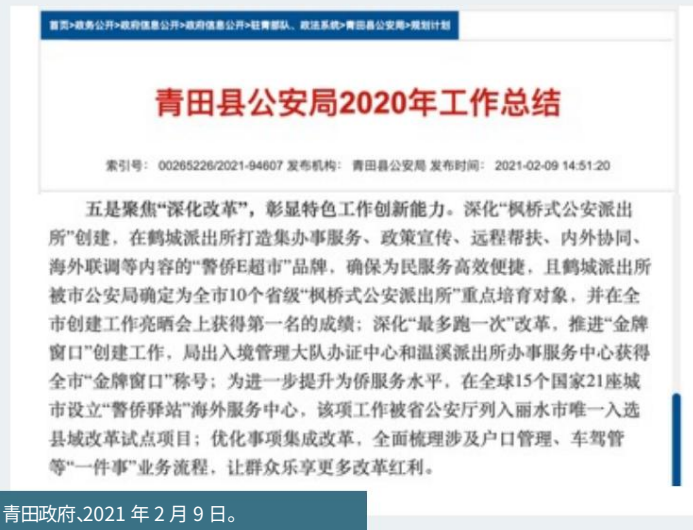 首页>政务公开>政府信息公开>政府信息公开>驻青部队、政法系统>青田县公安局>规划计划
青田县公安局2020年工作总结
索引号： 00265226/2021-94607 发布机构： 青田县公安局 发布时间： 2021-02-09 14:51:20
五是聚焦“深化改革”，彰显特色工作创新能力。深化“枫桥式公安派出
所”创建，在鹤城派出所打造集办事服务、政策宣传、远程帮扶、内外协同、
海外联调等内容的“警侨E超市”品牌，确保为民服务高效便捷，且鹤城派出所
被市公安局确定为全市10个省级“枫桥式公安派出所”重点培育对象，并在全
市创建工作亮晒会上获得第一名的成绩；深化“最多跑一次”改革，推进“金牌
窗口”创建工作，局出入境管理大队办证中心和温溪派出所办事服务中心获得
全市“金牌窗口”称号；为进一步提升为侨服务水平，在全球15个国家21座城
市设立“警侨驿站”海外服务中心，该项工作被省公安厅列入丽水市唯一入选
县域改革试点项目；优化事项集成改革，全面梳理涉及户口管理、车驾管
等“一件事”业务流程，让群众乐享更多改革红利。
青田政府、2021 年 2 月 9 日。